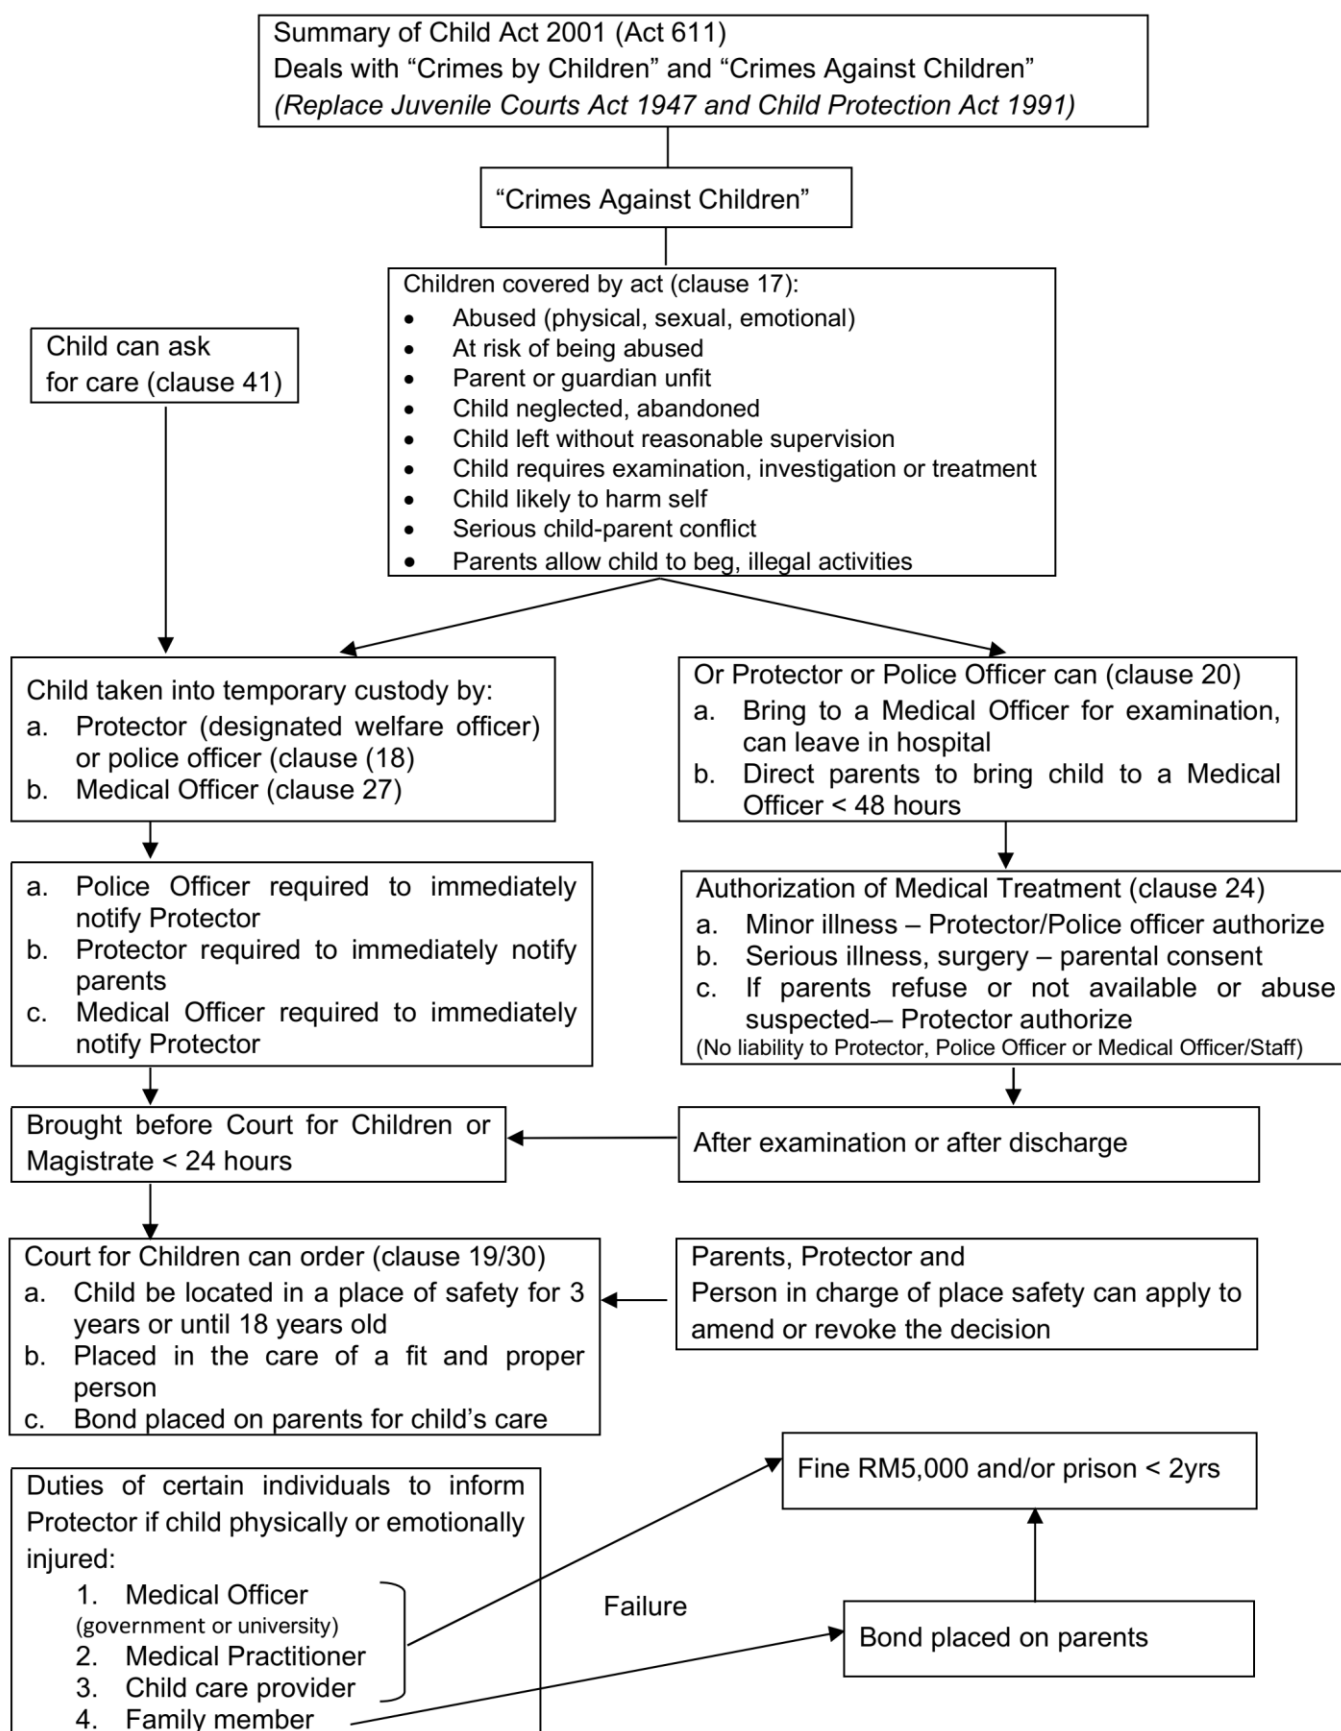 Summary of Child Act 2001 (Act 611)
Deals with “Crimes by Children” and “Crimes Against Children”
(Replace Juvenile Courts Act 1947 and Child Protection Act 1991)
“Crimes Against Children”
Children covered by act (clause 17):
• Abused (physical, sexual, emotional)
• At risk of being abused
• Parent or guardian unfit
• Child neglected, abandoned
• Child left without reasonable supervision
• Child requires examination, investigation or treatment
• Child likely to harm self
• Serious child-parent conflict
• Parents allow child to beg, illegal activities
Child can ask
for care (clause 41)
Child taken into temporary custody by:
a. Protector (designated welfare officer)
or police officer (clause (18)
b. Medical Officer (clause 27)
Or Protector or Police Officer can (clause 20)
a. Bring to a Medical Officer for examination,
can leave in hospital
b. Direct parents to bring child to a Medical
Officer < 48 hours
a. Police Officer required to immediately
notify Protector
b. Protector required to immediately notify
parents
c. Medical Officer required to immediately
notify Protector
Authorization of Medical Treatment (clause 24)
a. Minor illness – Protector/Police officer authorize
b. Serious illness, surgery – parental consent
c. If parents refuse or not available or abuse
suspected-– Protector authorize
(No liability to Protector, Police Officer or Medical Officer/Staff)
Brought before Court for Children or
Magistrate < 24 hours
After examination or after discharge
Court for Children can order (clause 19/30)
a. Child be located in a place of safety for 3
years or until 18 years old
b. Placed in the care of a fit and proper
person
c. Bond placed on parents for child’s care
Parents, Protector and
Person in charge of place safety can apply to
amend or revoke the decision
Duties of certain individuals to inform
Protector if child physically or emotionally
injured:
1. Medical Officer
(government or university)
2. Medical Practitioner
3. Child care provider
4. Family member
Failure
Fine RM5,000 and/or prison < 2yrs
Bond placed on parents